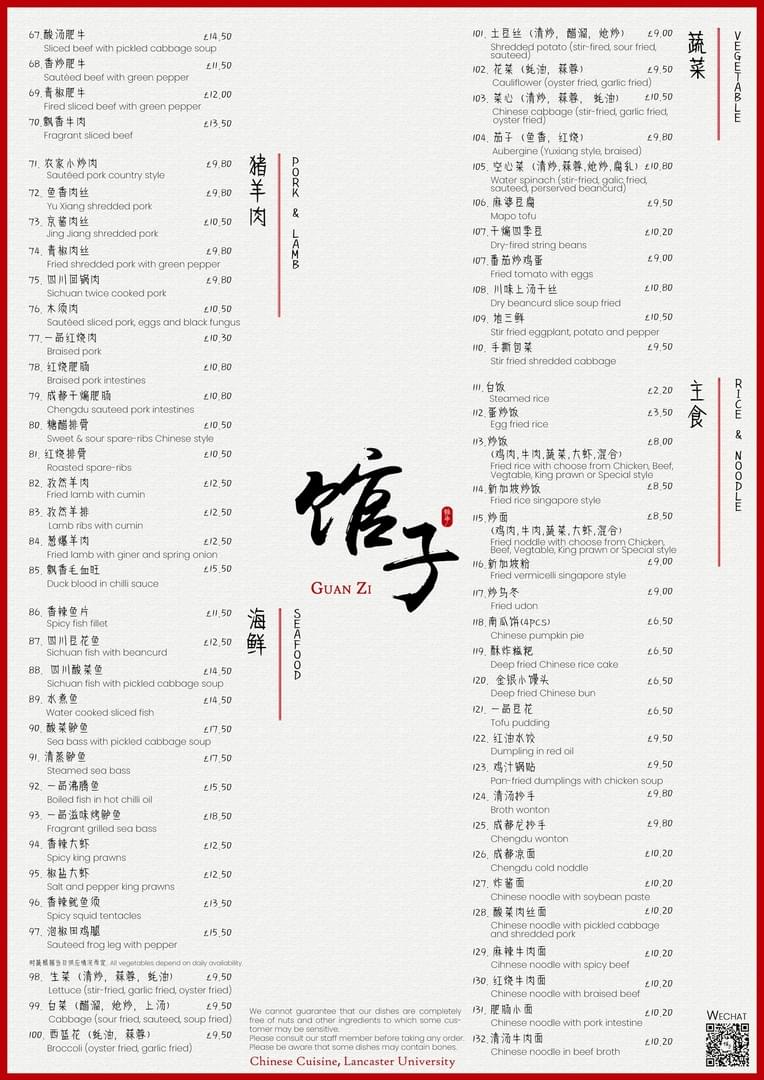 67. 酸汤肥牛 £14,50
Sliced beef with pickled cabbage soup
68. 香炒肥牛 £11,50
Sautéed beef with green pepper
69. 青椒肥牛 £12,00
Fired sliced beef with green pepper
70. 飘香牛肉 £13,50
Fragrant sliced beef
猪羊肉
PORK & LAMB
71. 农家小炒肉 £9,80
Sautéed pork country style
72. 鱼香肉丝 £9,80
Yu Xiang shredded pork
73. 京酱肉丝 £10,50
Jing Jiang shredded pork
74. 青椒肉丝 £9,80
Fried shredded pork with green pepper
75. 四川回锅肉 £9,80
Sichuan twice cooked pork
76. 木须肉 £10,50
Sautéed sliced pork, eggs and black fungus
77. 一品红烧肉 £10,30
Braised pork
78. 红烧肥肠 £10,80
Braised pork intestines
79. 成都干煸肥肠 £10,80
Chengdu sauteed pork intestines
80. 糖醋排骨 £10,50
Sweet & sour spare-ribs Chinese style
81. 红烧排骨 £10,50
Roasted spare-ribs
82. 孜然羊肉 £12,50
Fried lamb with cumin
83. 孜然羊排 £12,50
Lamb ribs with cumin
84. 葱爆羊肉 £12,50
Fried lamb with giner and spring onion
85. 飘香毛血旺 £15,50
Duck blood in chilli sauce
海鲜
SEAFOOD
86. 香辣鱼片 £11,50
Spicy fish fillet
87. 四川豆花鱼 £12,50
Sichuan fish with beancurd
88. 四川酸菜鱼 £14,50
Sichuan fish with pickled cabbage soup
89. 水煮鱼 £14,50
Water cooked sliced fish
90. 酸菜鲈鱼 £17,50
Sea bass with pickled cabbage soup
91. 清蒸鲈鱼 £17,50
Steamed sea bass
92. 一品沸腾鱼 £15,50
Boiled fish in hot chilli oil
93. 一品滋味烤鲈鱼 £18,50
Fragrant grilled sea bass
94. 香辣大虾 £12,50
Spicy king prawns
95. 椒盐大虾 £12,50
Salt and pepper king prawns
96. 香辣鱿鱼须 £13,50
Spicy squid tentacles
97. 泡椒田鸡腿 £15,50
Sauteed frog leg with pepper
时蔬根据当日供应情况而定. All vegetables depend on daily availability.
98. 生菜 (清炒, 蒜蓉, 蚝油) £9,50
Lettuce (stir-fried, garlic fried, oyster fried)
99. 白菜 (醋溜, 炝炒, 上汤) £9,50
Cabbage (sour fried, sauteed, soup fried)
100. 西蓝花 (蚝油, 蒜蓉) £9,50
Broccoli (oyster fried, garlic fried)
馆子
GUAN ZI
We cannot guarantee that our dishes are completely
free of nuts and other ingredients to which some cus-
tomer may be sensitive.
Please consult our staff member before taking any order.
Please be aware that some dishes may contain bones.
Chinese Cuisine, Lancaster University
蔬菜
VEGETABLE
101. 土豆丝 (清炒, 醋溜, 炝炒) £9,00
Shredded potato (stir-fired, sour fried,
sauteed)
102. 花菜 (蚝油, 蒜蓉) £9,50
Cauliflower (oyster fried, garlic fried)
103. 菜心 (清炒, 蒜蓉, 蚝油) £10,50
Chinese cabbage (stir-fried, garlic fried,
oyster fried)
104. 茄子 (鱼香, 红烧) £9,80
Aubergine (Yuxiang style, braised)
105. 空心菜 (清炒,蒜蓉,炝炒,腐乳) £10,80
Water spinach (stir-fried, galic fried,
sauteed, perserved beancurd)
106. 麻婆豆腐 £9,50
Mapo tofu
107. 干煸四季豆 £10,20
Dry-fired string beans
107. 番茄炒鸡蛋 £9,00
Fried tomato with eggs
108. 川味上汤干丝 £10,80
Dry beancurd slice soup fried
109. 地三鲜 £10,50
Stir fried eggplant, potato and pepper
110. 手撕包菜 £9,50
Stir fried shredded cabbage
主食
RICE & NOODLE
111. 白饭 £2,20
Steamed rice
112. 蛋炒饭 £3,50
Egg fried rice
113. 炒饭 £8,00
(鸡肉,牛肉,蔬菜,大虾,混合)
Fried rice with choose from Chicken, Beef,
Vegtable, King prawn or Special style
114. 新加坡炒饭 £8,50
Fried rice singapore style
115. 炒面 £8,50
(鸡肉,牛肉,蔬菜,大虾,混合)
Fried noddle with choose from Chicken,
Beef, Vegtable, King prawn or Special style
116. 新加坡粉 £9,00
Fried vermicelli singapore style
117. 炒乌冬 £9,00
Fried udon
118. 南瓜饼(4PCS) £6,50
Chinese pumpkin pie
119. 酥炸糍粑 £6,50
Deep fried Chinese rice cake
120. 金银小馒头 £6,50
Deep fried Chinese bun
121. 一品豆花 £6,50
Tofu pudding
122. 红油水饺 £9,50
Dumpling in red oil
123. 鸡汁锅贴 £9,50
Pan-fried dumplings with chicken soup
124. 清汤抄手 £9,80
Broth wonton
125. 成都龙抄手 £9,80
Chengdu wonton
126. 成都凉面 £10,20
Chengdu cold noddle
127. 炸酱面 £10,20
Chinese noodle with soybean paste
128. 酸菜肉丝面 £10,20
Chinese noodle with pickled cabbage
and shredded pork
129. 麻辣牛肉面 £10,20
Cihnese noodle with spicy beef
130. 红烧牛肉面 £10,20
Chinese noodle with braised beef
131. 肥肠小面 £10,20
Chinese noodle with pork intestine
132. 清汤牛肉面 £10,20
Chinese noodle in beef broth
WECHAT